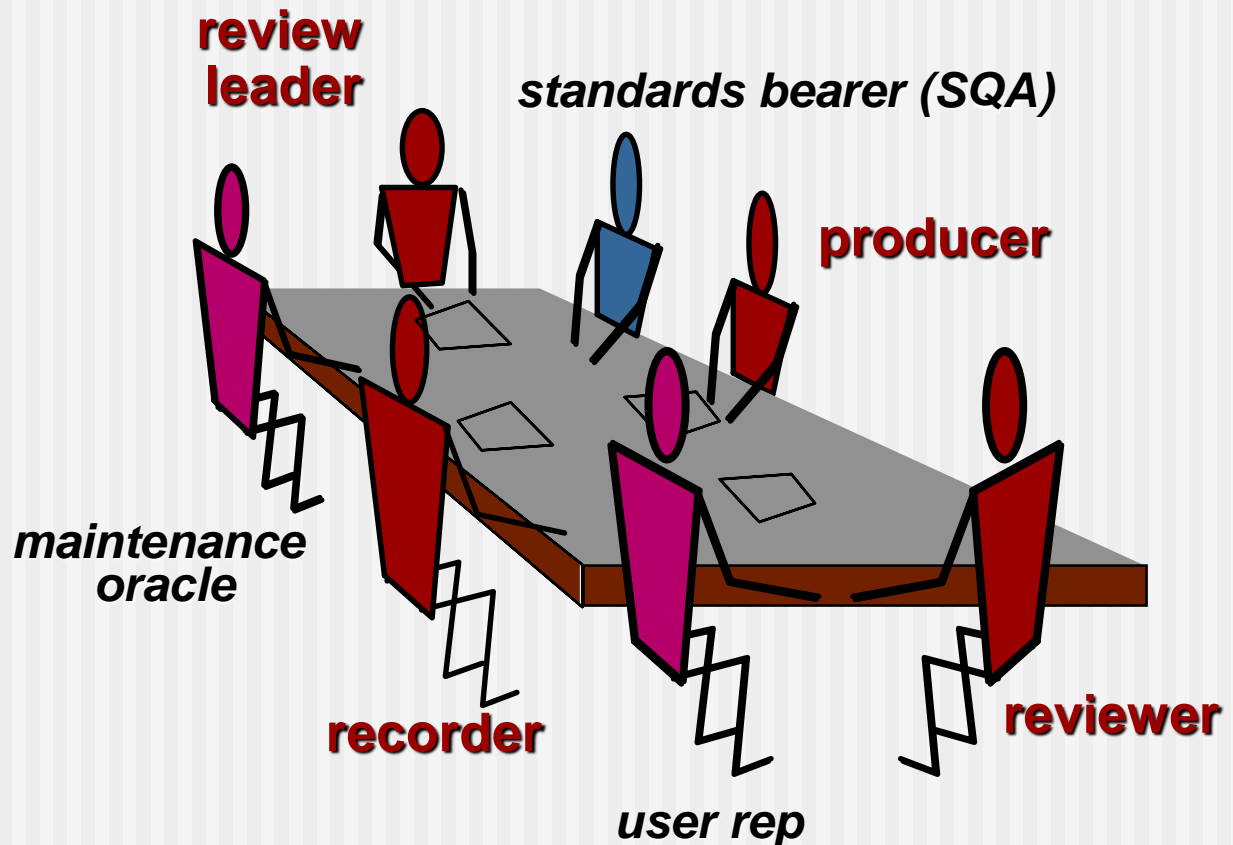 review
leader
standards bearer (SQA)
producer
maintenance
oracle
recorder
reviewer
user rep